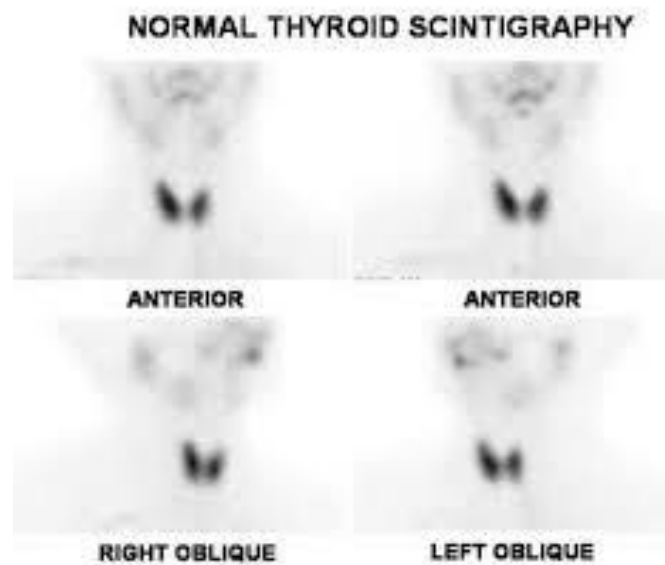 NORMAL THYROID SCINTIGRAPHY
ANTERIOR
ANTERIOR
RIGHT OBLIQUE
LEFT OBLIQUE